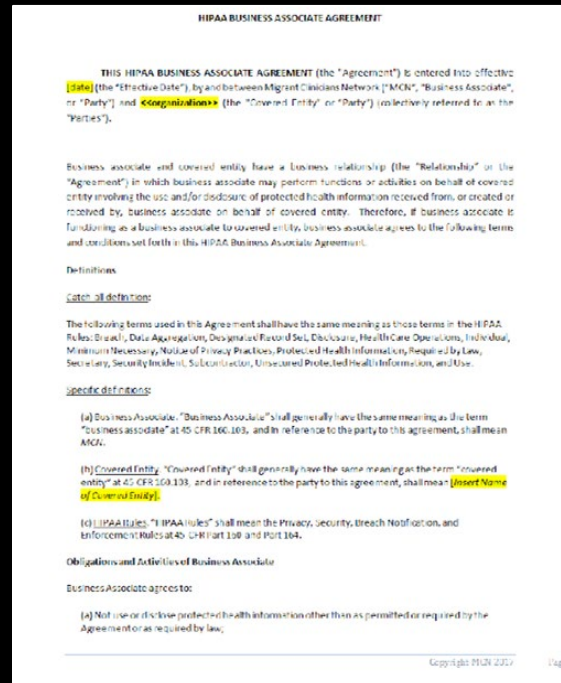 HIPAA BUSINESS ASSOCIATE AGREEMENT
THIS HIPAA BUSINESS ASSOCIATE AGREEMENT (the "Agreement") is entered into effective
[date] (the "Effective Date"), by and between Migrant Clinicians Network ("MCN", "Business Associate",
or "Party") and <<organization>> (the "Covered Entity" or "Party") (collectively referred to as the
"Parties").
Business associate and covered entity have a business relationship (the "Relationship" or the
"Agreement") in which business associate may perform functions or activities on behalf of covered
entity involving the use and/or disclosure of protected health information received from, or created or
received by, business associate on behalf of covered entity. Therefore, if business associate is
functioning as a business associate to covered entity, business associate agrees to the following terms
and conditions set forth in this HIPAA Business Associate Agreement.
Definitions
Catch-all definition:
The following terms used in this Agreement shall have the same meaning as those terms in the HIPAA
Rules: Breach, Data Aggregation, Designated Record Set, Disclosure, Health Care Operations, Individual,
Minimum Necessary, Notice of Privacy Practices, Protected Health Information, Required by Law,
Secretary, Security Incident, Subcontractor, Unsecured Protected Health Information, and Use.
Specific definitions:
(a) Business Associate. "Business Associate" shall generally have the same meaning as the term
"business associate" at 45 CFR 160.103, and in reference to the party to this agreement, shall mean
MCN.
(b) Covered Entity. "Covered Entity" shall generally have the same meaning as the term "covered
entity" at 45 CFR 160.103, and in reference to the party to this agreement, shall mean [Insert Name
of Covered Entity].
(c) HIPAA Rules. "HIPAA Rules" shall mean the Privacy, Security, Breach Notification, and
Enforcement Rules at 45 CFR Part 160 and Part 164.
Obligations and Activities of Business Associate
Business Associate agrees to:
(a) Not use or disclose protected health information other than as permitted or required by the
Agreement or as required by law;
Copyright MCN 2017